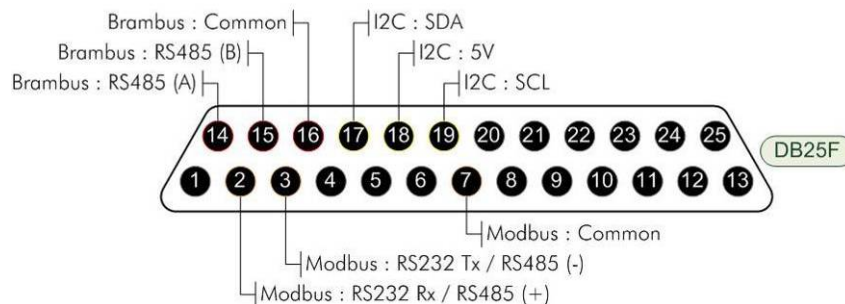 Brambus : Common
I2C : SDA
Brambus : RS485 (B)
I2C : 5V
Brambus : RS485 (A)
I2C : SCL
14 15 16 17 18 19 20 21 22 23 24 25
DB25F
1 2 3 4 5 6 7 8 9 10 11 12 13
Modbus : Common
Modbus : RS232 Tx / RS485 (-)
Modbus : RS232 Rx / RS485 (+)